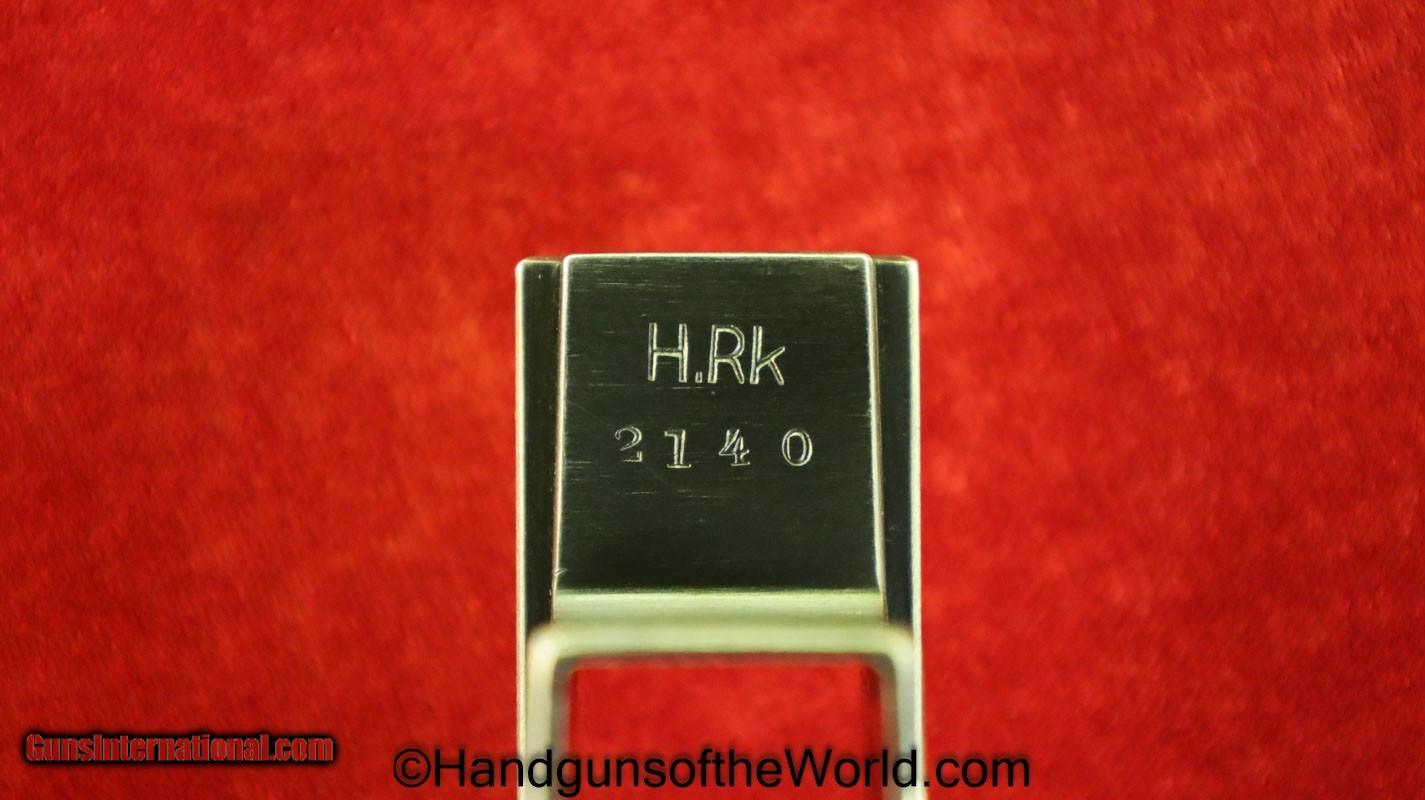 H.Rk
2140
GunsInternational.com
©HandgunsoftheWorld.com